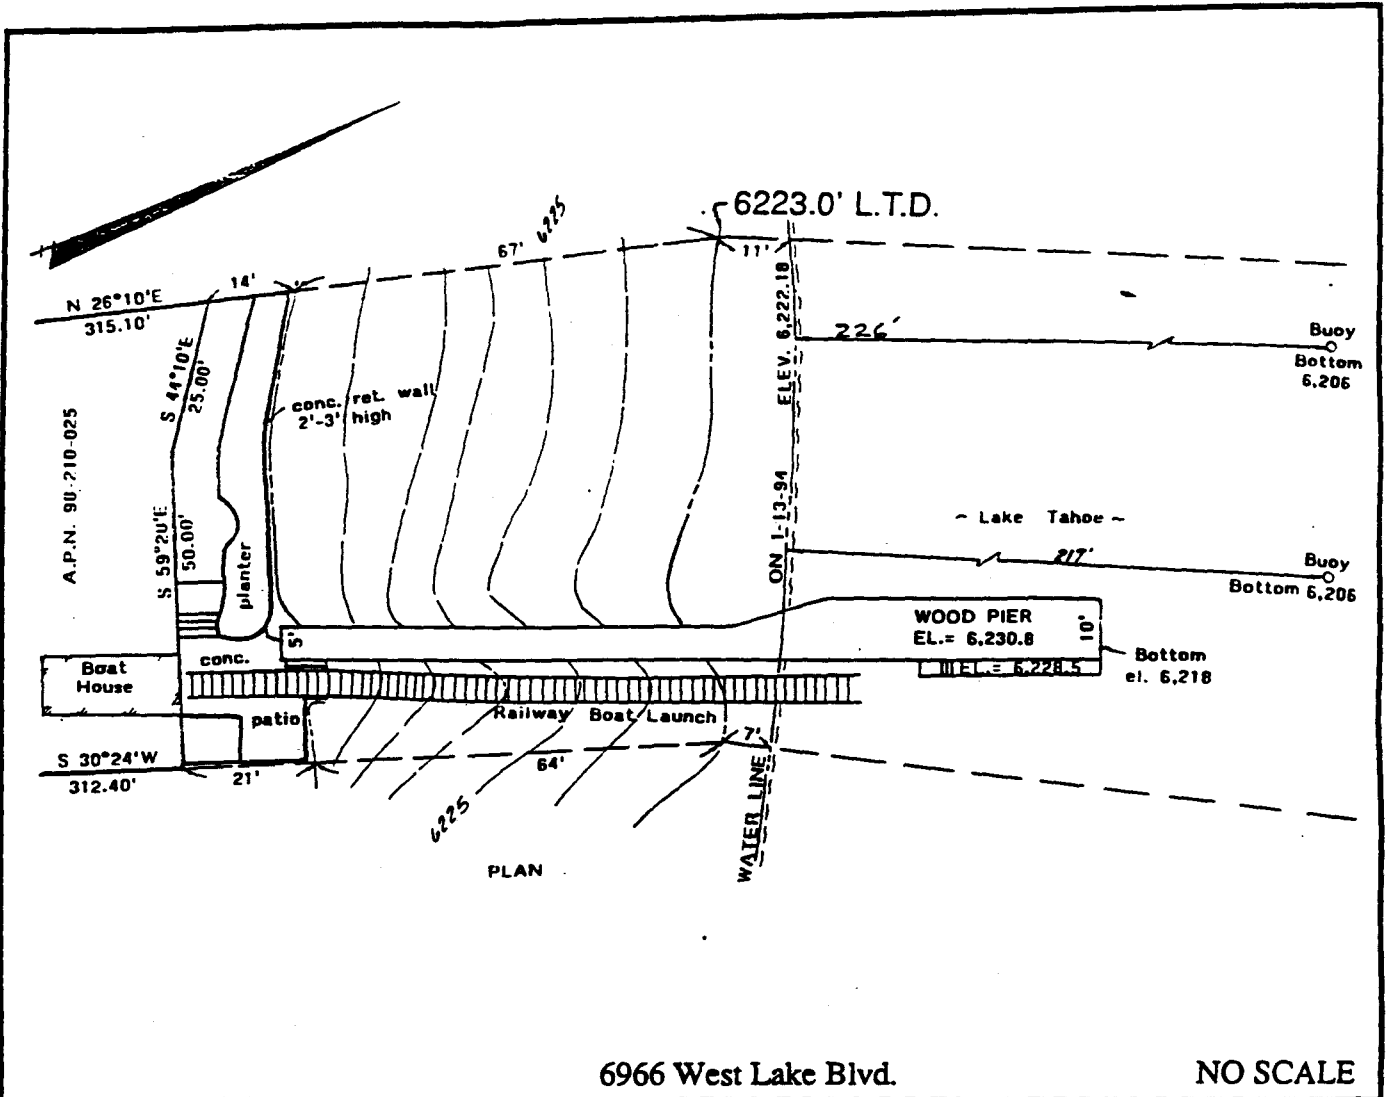 6223.0' L.T.D.
6225
67'
11'
14'
N 26°10'E
315.10'
ELEV. 6,222.18
226'
Buoy
Bottom
6,206
S 44°10'E
25.00'
conc. ret. wall
2'-3' high
A.P.N. 98-210-025
ON 1-13-94
~ Lake Tahoe ~
S 59°20'E
50.00'
217'
Buoy
Bottom 6,206
planter
WOOD PIER
EL.= 6,230.8
10'
5'
conc.
Boat
House
EL.= 6,228.5
Bottom
el. 6,218
patio
Railway Boat Launch
S 30°24'W
312.40'
21'
64'
7'
WATER LINE
6225
PLAN
6966 West Lake Blvd.
NO SCALE